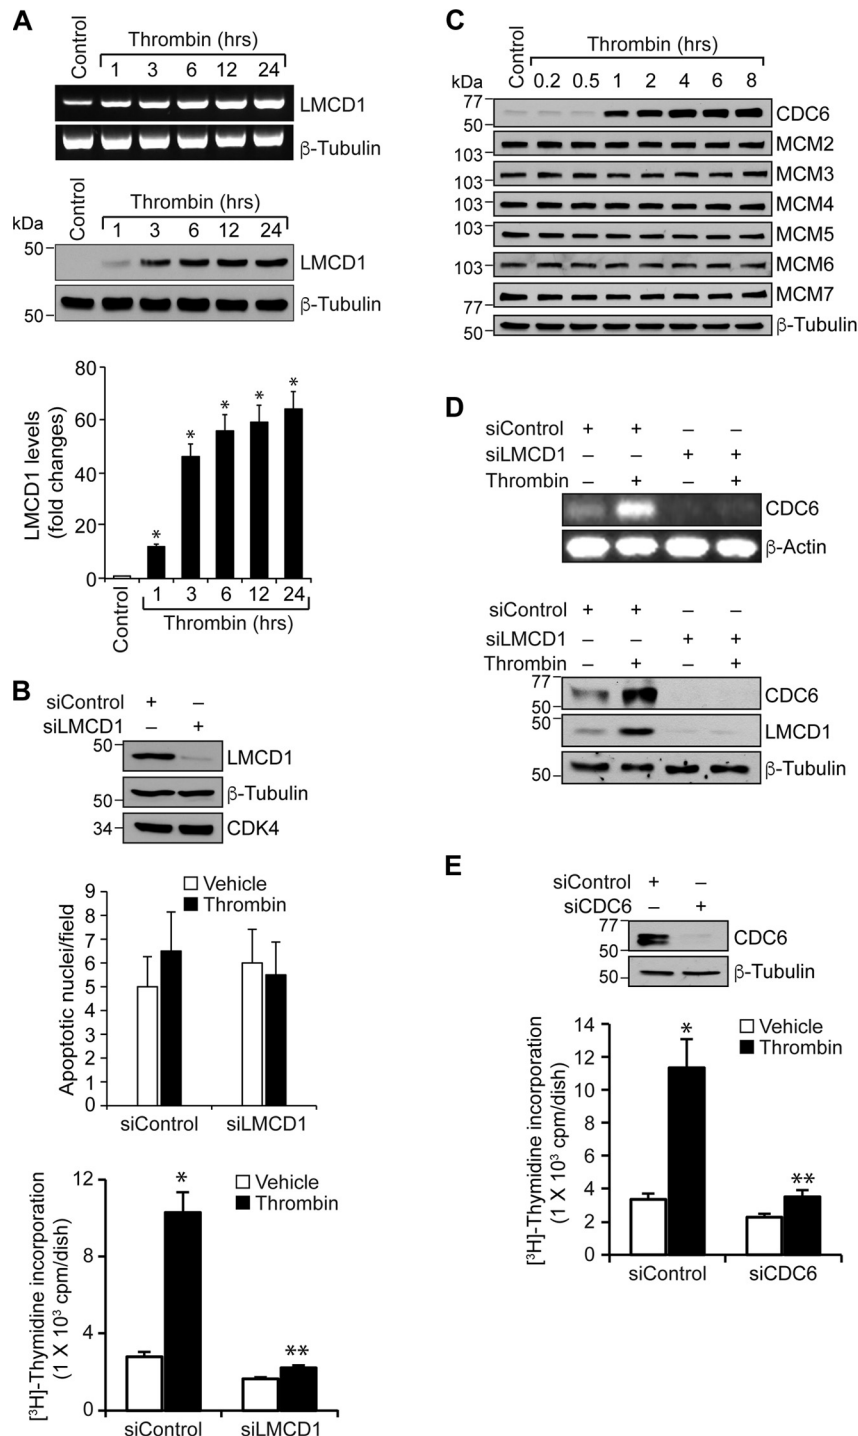 A
Control
Thrombin (hrs)
1 3 6 12 24
LMCD1
β-Tubulin
Control
Thrombin (hrs)
kDa
1 3 6 12 24
50
LMCD1
β-Tubulin
50
80
60
40
20
0
LMCD1 levels
(fold changes)
* * * * *
Control
1 3 6 12 24
Thrombin (hrs)
B
siControl + –
siLMCD1 – +
50
LMCD1
β-Tubulin
50
34
CDK4
Vehicle
Thrombin
9
8
7
6
5
4
3
2
1
0
Apoptotic nuclei/field
siControl siLMCD1
12
8
4
0
[³H]-Thymidine incorporation
(1 X 10³ cpm/dish)
Vehicle
Thrombin
*
**
siControl siLMCD1
C
Control
Thrombin (hrs)
kDa
0.2 0.5 1 2 4 6 8
77
CDC6
50
MCM2
103
MCM3
103
103
MCM4
103
MCM5
103
MCM6
MCM7
77
50
β-Tubulin
D
siControl + + – –
siLMCD1 – – + +
Thrombin – + – +
CDC6
β-Actin
siControl + + – –
siLMCD1 – – + +
Thrombin – + – +
77
CDC6
50
50
LMCD1
β-Tubulin
50
E
siControl + –
siCDC6 – +
77
CDC6
50
50
β-Tubulin
14
12
10
8
6
4
2
0
[³H]-Thymidine incorporation
(1 X 10³ cpm/dish)
Vehicle
Thrombin
*
**
siControl siCDC6